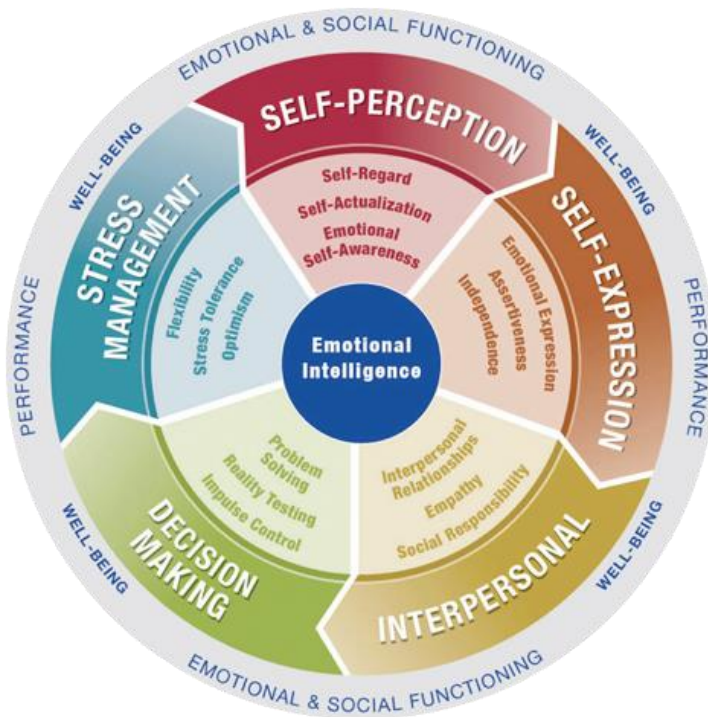 EMOTIONAL & SOCIAL FUNCTIONING
WELL-BEING
WELL-BEING
PERFORMANCE
PERFORMANCE
WELL-BEING
WELL-BEING
EMOTIONAL & SOCIAL FUNCTIONING
SELF-PERCEPTION
Self-Regard
Self-Actualization
Emotional
Self-Awareness
SELF-EXPRESSION
Emotional Expression
Assertiveness
Independence
INTERPERSONAL
Interpersonal
Relationships
Empathy
Social Responsibility
DECISION
MAKING
Problem
Solving
Reality Testing
Impulse Control
STRESS
MANAGEMENT
Flexibility
Stress Tolerance
Optimism
Emotional
Intelligence